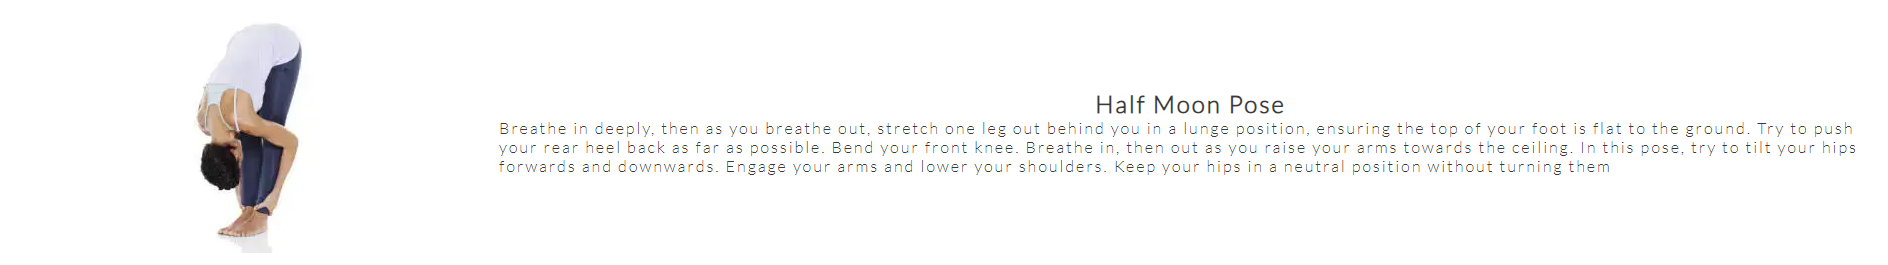 Half Moon Pose
Breathe in deeply, then as you breathe out, stretch one leg out behind you in a lunge position, ensuring the top of your foot is flat to the ground. Try to push
your rear heel back as far as possible. Bend your front knee. Breathe in, then out as you raise your arms towards the ceiling. In this pose, try to tilt your hips
forwards and downwards. Engage your arms and lower your shoulders. Keep your hips in a neutral position without turning them